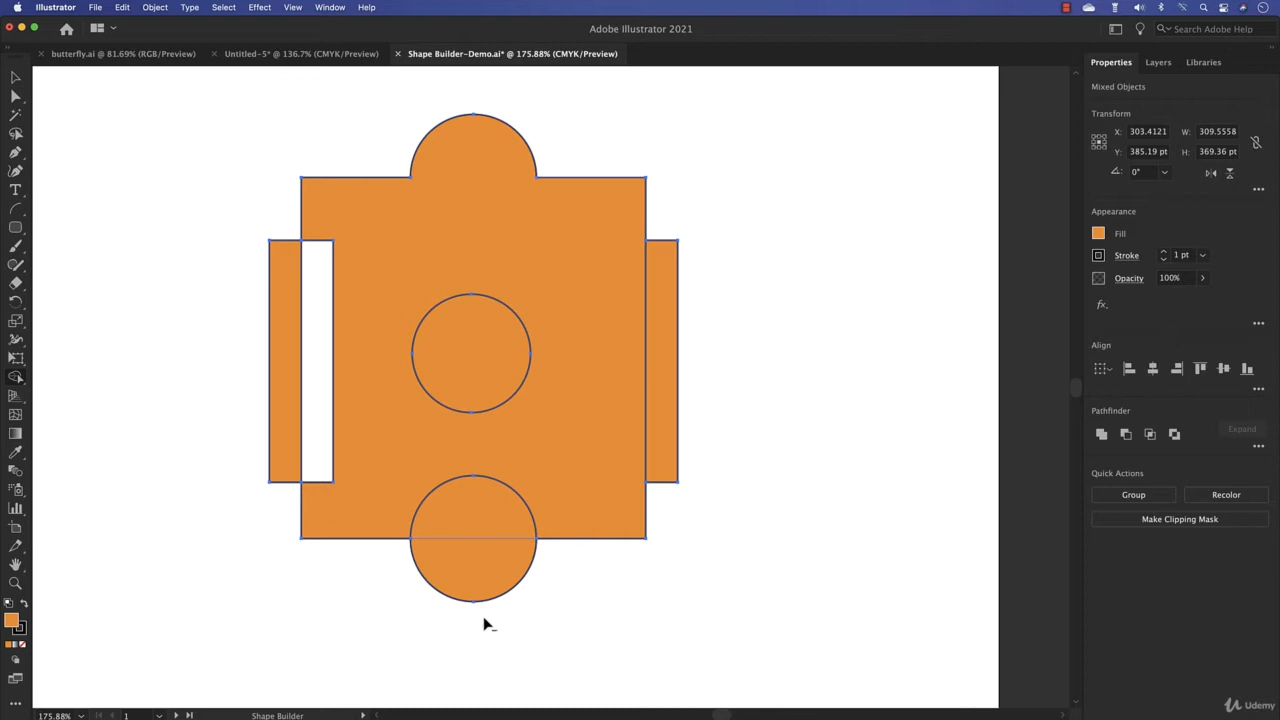 Illustrator File Edit Object Type Select Effect View Window Help
Adobe Illustrator 2021
Search Adobe Help
butterfly.ai @ 81.69% (RGB/Preview)
Untitled-5* @ 136.7% (CMYK/Preview)
Shape Builder-Demo.ai* @ 175.88% (CMYK/Preview)
Properties Layers Libraries
Mixed Objects
Transform
X: 303.4121 W: 309.5558
Y: 385.19 pt H: 369.36 pt
0°
Appearance
Fill
Stroke 1 pt
Opacity 100%
fx.
Align
Pathfinder
Expand
Quick Actions
Group Recolor
Make Clipping Mask
Udemy
175.88% 1 Shape Builder